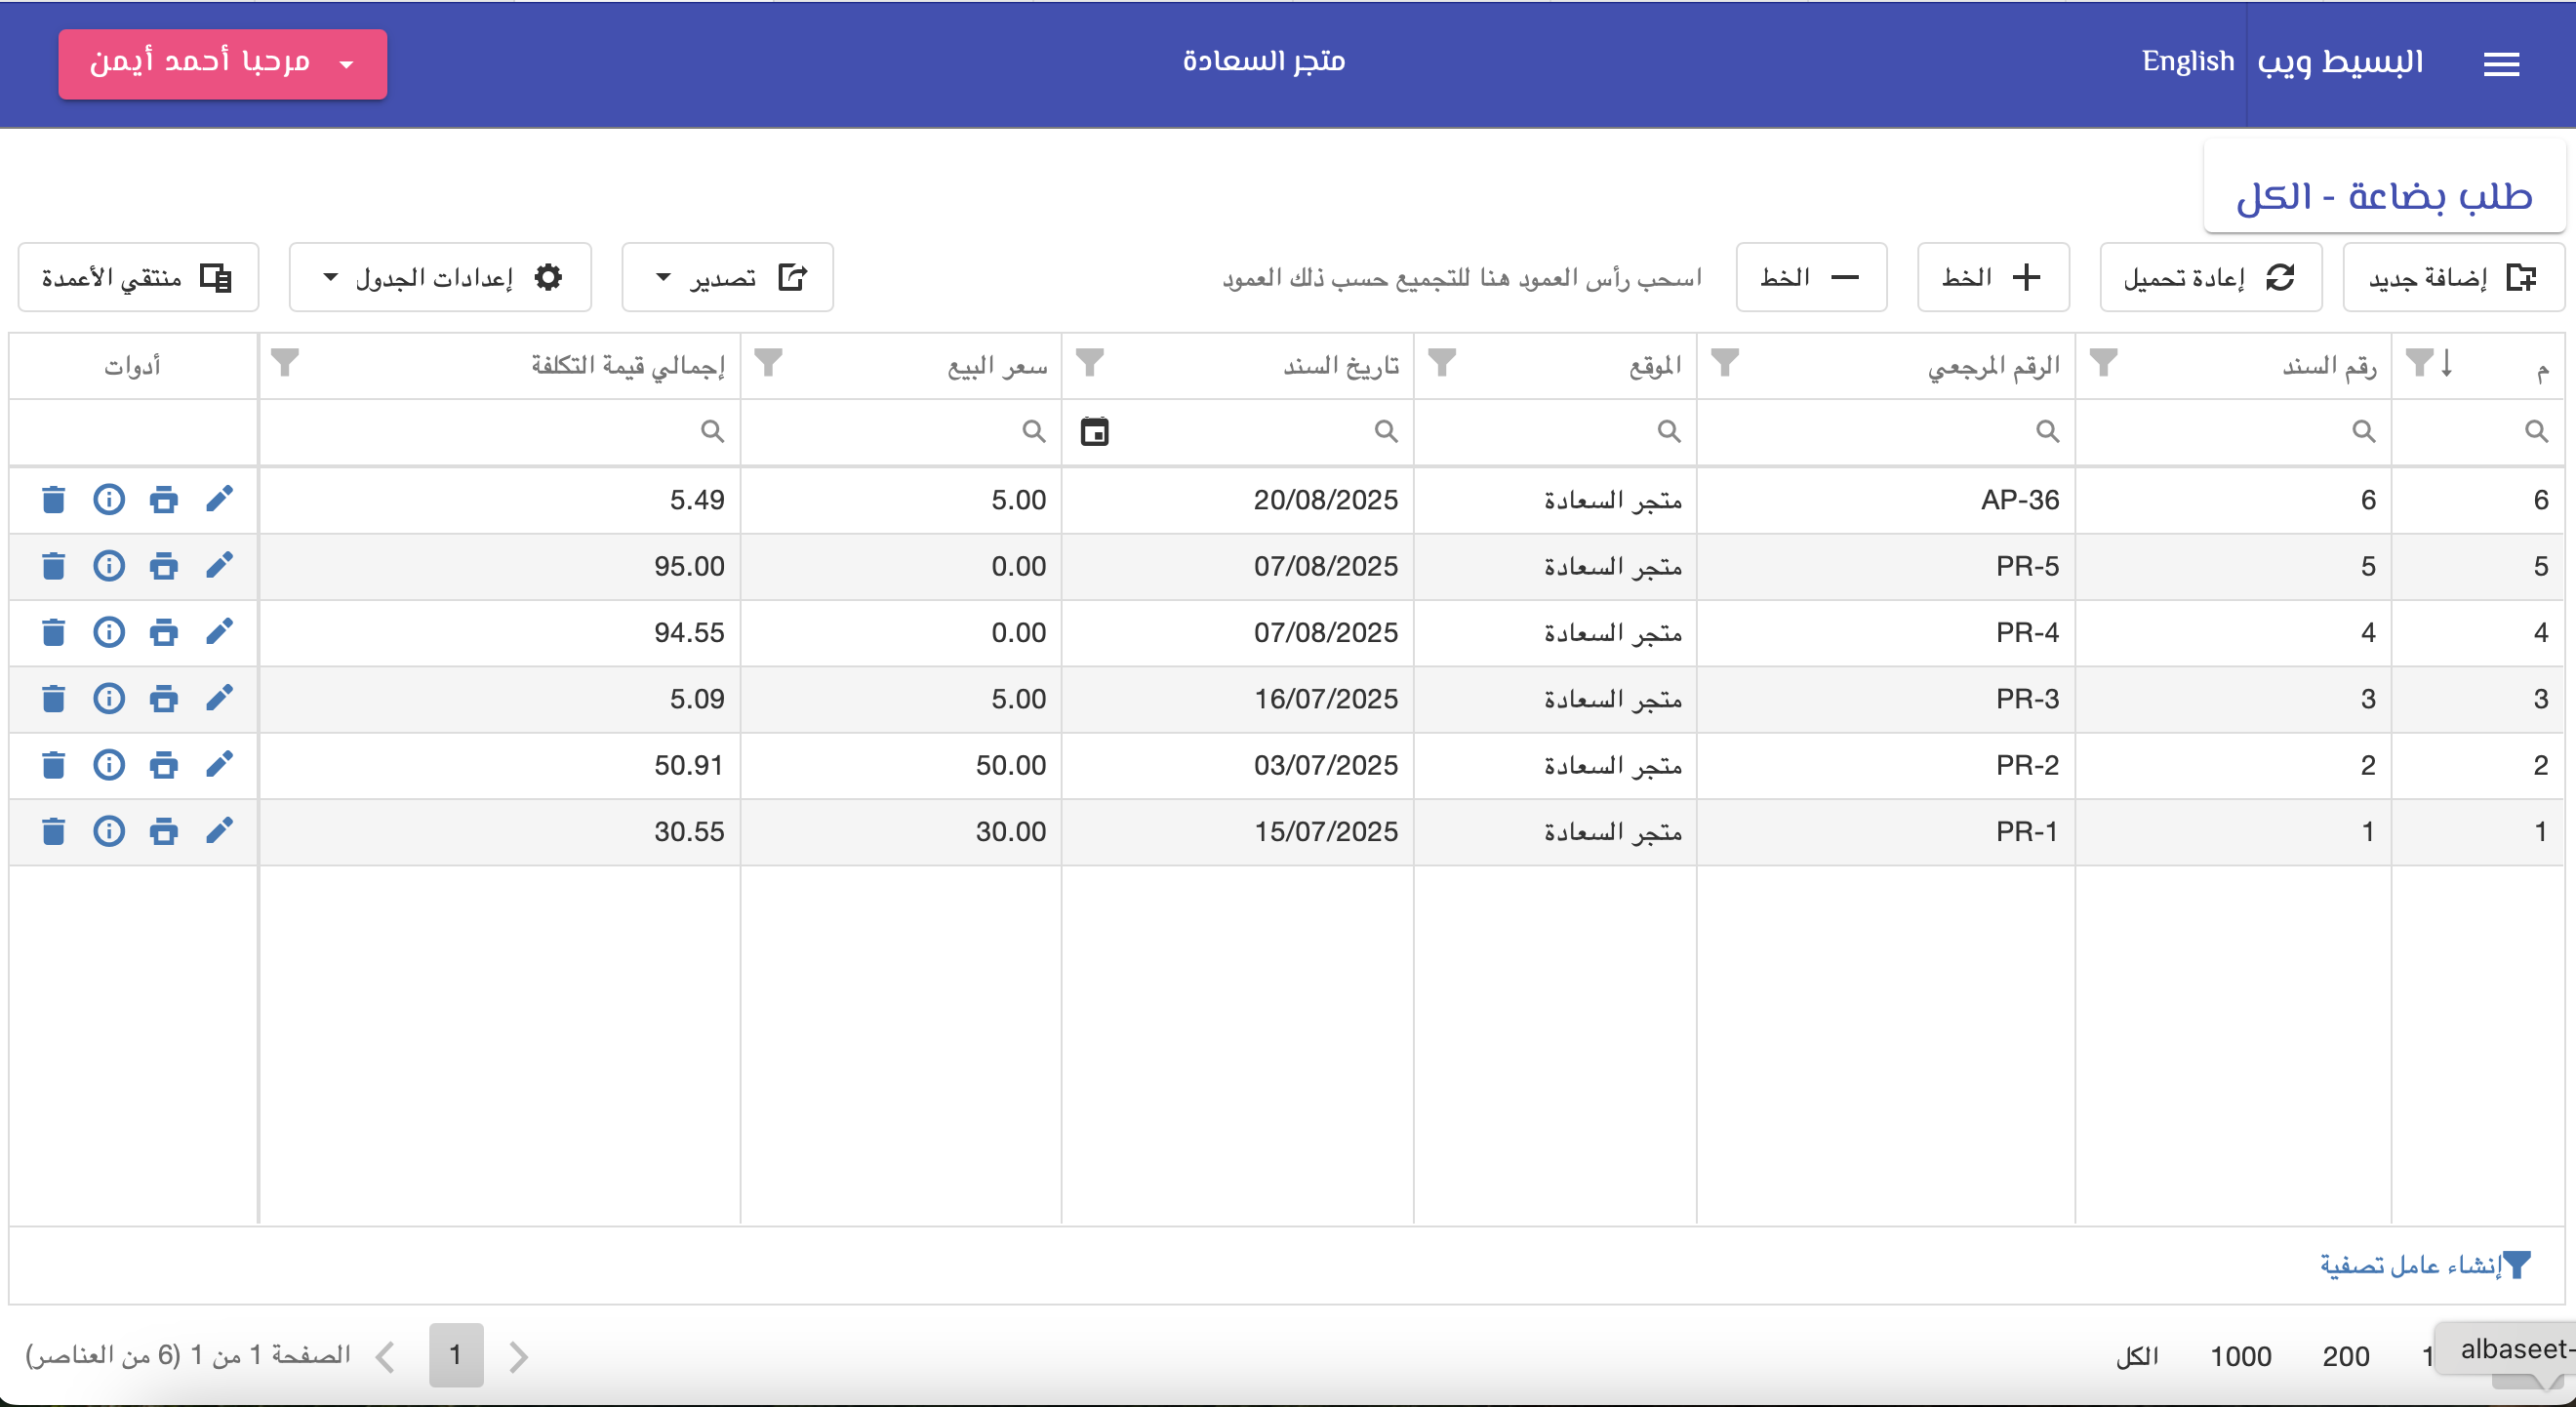 البسيط ويب English متجر السعادة مرحبا أحمد أيمن
طلب بضاعة - الكل
إضافة جديد إعادة تحميل + الخط − الخط اسحب رأس العمود هنا للتجميع حسب ذلك العمود تصدير إعدادات الجدول منتقي الأعمدة
م رقم السند الرقم المرجعي الموقع تاريخ السند سعر البيع إجمالي قيمة التكلفة أدوات
6 6 AP-36 متجر السعادة 20/08/2025 5.00 5.49
5 5 PR-5 متجر السعادة 07/08/2025 0.00 95.00
4 4 PR-4 متجر السعادة 07/08/2025 0.00 94.55
3 3 PR-3 متجر السعادة 16/07/2025 5.00 5.09
2 2 PR-2 متجر السعادة 03/07/2025 50.00 50.91
1 1 PR-1 متجر السعادة 15/07/2025 30.00 30.55
إنشاء عامل تصفية
albaseet- 200 1000 الكل 1 الصفحة 1 من 1 (6 من العناصر)